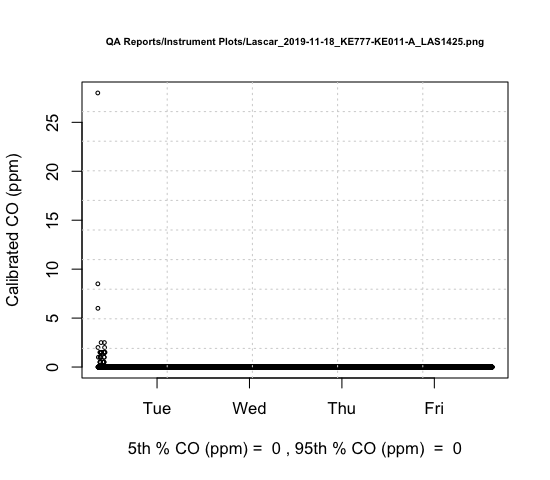 QA Reports/Instrument Plots/Lascar_2019-11-18_KE777-KE011-A_LAS1425.png
Calibrated CO (ppm)
25
20
15
10
5
0
Tue Wed Thu Fri
5th % CO (ppm) = 0 , 95th % CO (ppm) = 0